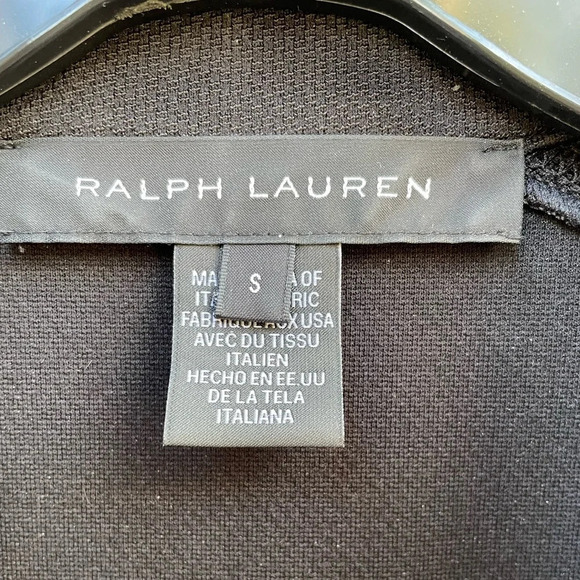 RALPH LAUREN
S
OF
FABRIQUE AUX USA
AVEC DU TISSU
ITALIEN
HECHO EN EE.UU
DE LA TELA
ITALIANA